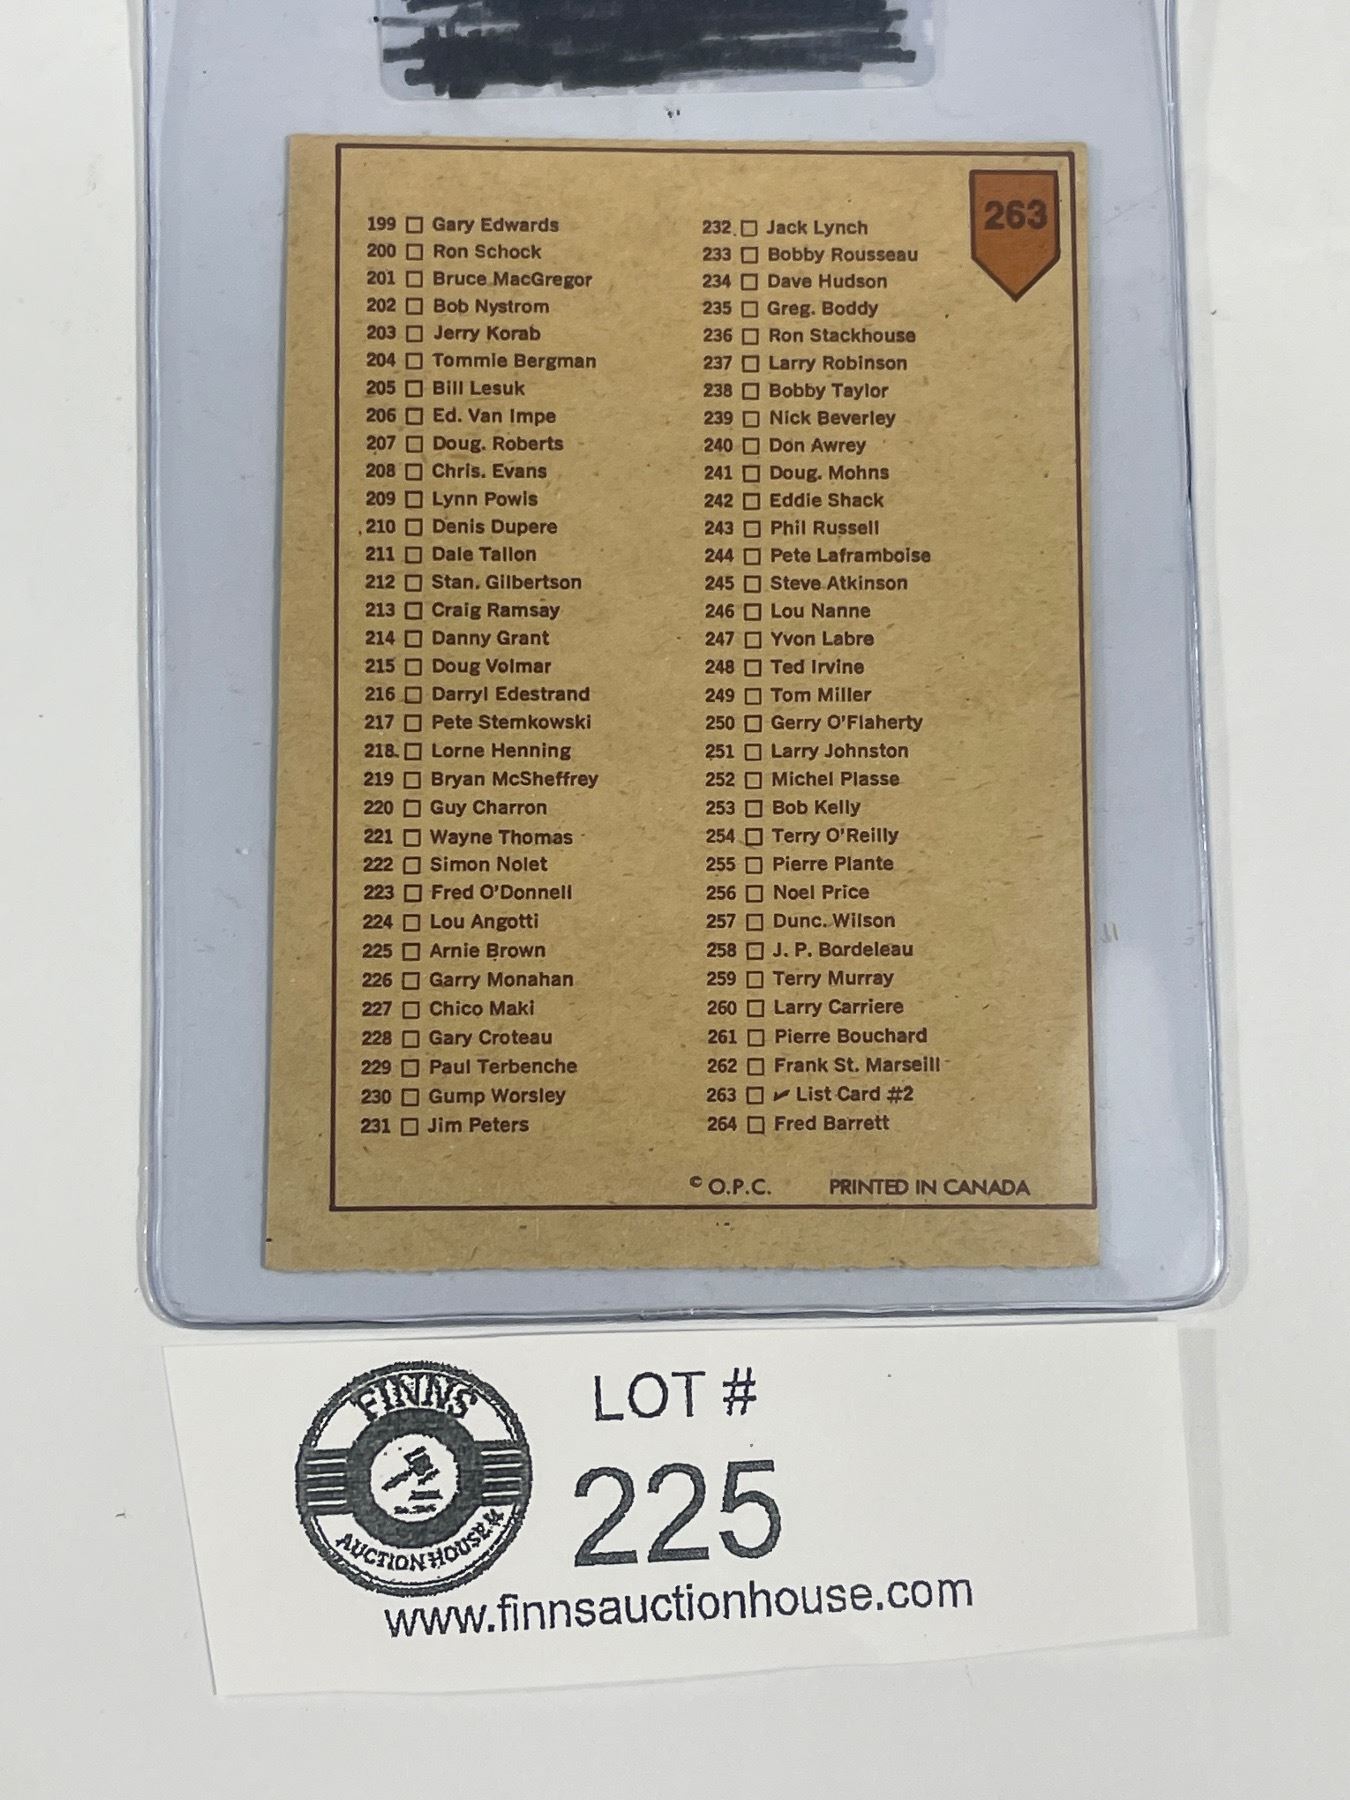 263
199 Gary Edwards
200 Ron Schock
201 Bruce MacGregor
202 Bob Nystrom
203 Jerry Korab
204 Tommie Bergman
205 Bill Lesuk
206 Ed. Van Impe
207 Doug. Roberts
208 Chris. Evans
209 Lynn Powis
210 Denis Dupere
211 Dale Tallon
212 Stan. Gilbertson
213 Craig Ramsay
214 Danny Grant
215 Doug Volmar
216 Darryl Edestrand
217 Pete Stemkowski
218 Lorne Henning
219 Bryan McSheffrey
220 Guy Charron
221 Wayne Thomas
222 Simon Nolet
223 Fred O'Donnell
224 Lou Angotti
225 Arnie Brown
226 Garry Monahan
227 Chico Maki
228 Gary Croteau
229 Paul Terbenche
230 Gump Worsley
231 Jim Peters
232 Jack Lynch
233 Bobby Rousseau
234 Dave Hudson
235 Greg. Boddy
236 Ron Stackhouse
237 Larry Robinson
238 Bobby Taylor
239 Nick Beverley
240 Don Awrey
241 Doug. Mohns
242 Eddie Shack
243 Phil Russell
244 Pete Laframboise
245 Steve Atkinson
246 Lou Nanne
247 Yvon Labre
248 Ted Irvine
249 Tom Miller
250 Gerry O'Flaherty
251 Larry Johnston
252 Michel Plasse
253 Bob Kelly
254 Terry O'Reilly
255 Pierre Plante
256 Noel Price
257 Dunc. Wilson
258 J. P. Bordeleau
259 Terry Murray
260 Larry Carriere
261 Pierre Bouchard
262 Frank St. Marseill
263 ✔ List Card #2
264 Fred Barrett
© O.P.C. PRINTED IN CANADA
FINNS
AUCTION HOUSE
LOT #
225
www.finnsauctionhouse.com